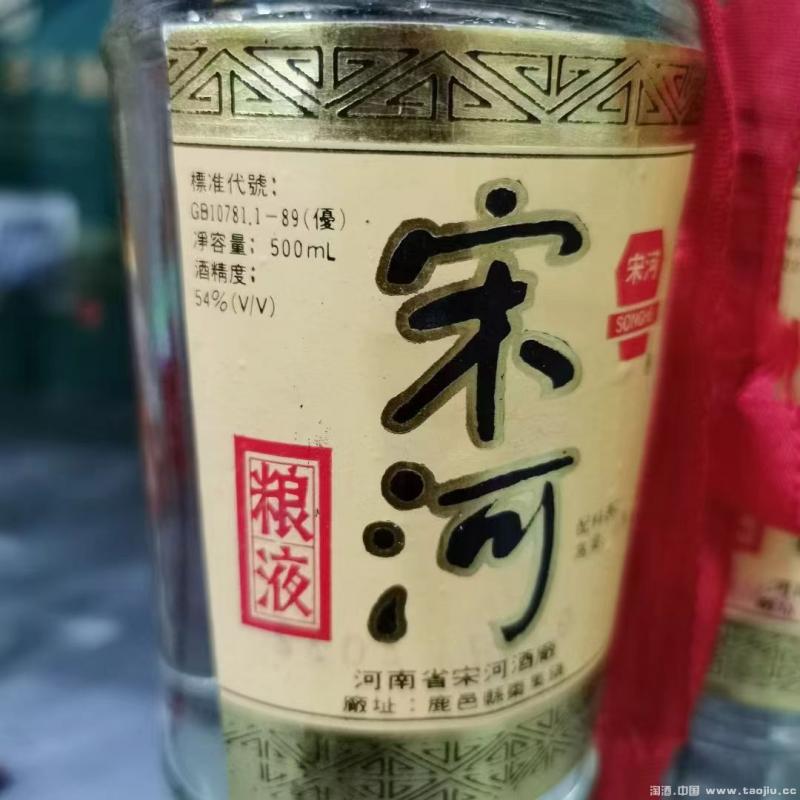 標准代號：
GB10781.1-89(優)
凈容量：500mL
酒精度：
54%(V/V)
宋河
SONGHE
宋河
粮液
河南省宋河酒廠
廠址：鹿邑縣棗集鎮
淘酒.中国 www.taojiu.cc